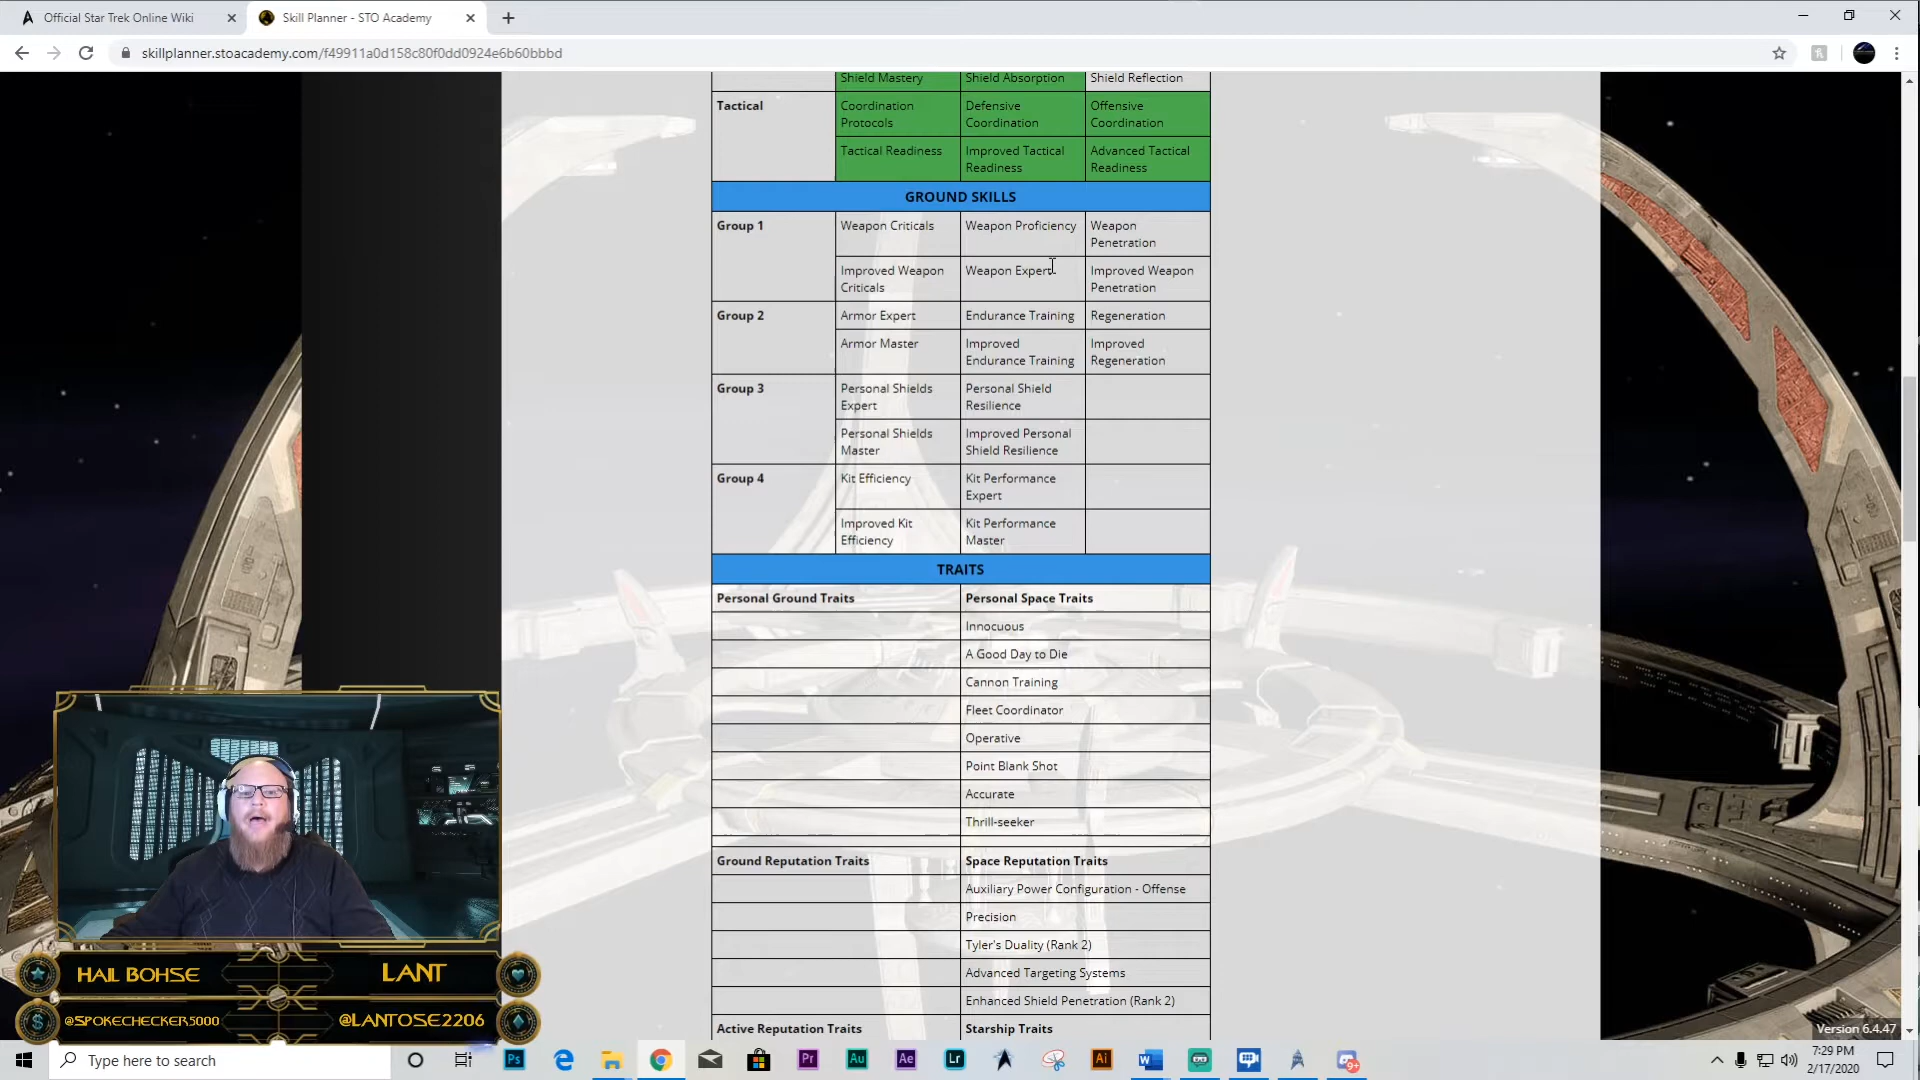 Official Star Trek Online Wiki
Skill Planner - STO Academy
skillplanner.stoacademy.com/f49911a0d158c80f0dd0924e6b60bbbd
Shield Mastery Shield Absorption Shield Reflection
Tactical
Coordination Protocols
Defensive Coordination
Offensive Coordination
Tactical Readiness
Improved Tactical Readiness
Advanced Tactical Readiness
GROUND SKILLS
Group 1
Weapon Criticals
Weapon Proficiency
Weapon Penetration
Improved Weapon Criticals
Weapon Expert
Improved Weapon Penetration
Group 2
Armor Expert
Endurance Training
Regeneration
Armor Master
Improved Endurance Training
Improved Regeneration
Group 3
Personal Shields Expert
Personal Shield Resilience
Personal Shields Master
Improved Personal Shield Resilience
Group 4
Kit Efficiency
Kit Performance Expert
Improved Kit Efficiency
Kit Performance Master
TRAITS
Personal Ground Traits Personal Space Traits
Innocuous
A Good Day to Die
Cannon Training
Fleet Coordinator
Operative
Point Blank Shot
Accurate
Thrill-seeker
Ground Reputation Traits Space Reputation Traits
Auxiliary Power Configuration - Offense
Precision
Tyler's Duality (Rank 2)
Advanced Targeting Systems
Enhanced Shield Penetration (Rank 2)
Active Reputation Traits Starship Traits
HAIL BOHSE LANT
@SPOKECHECKER5000 @LANTOSE2206
Version 6.4.47
Type here to search
Ps
Pr
Au
Ae
Lr
Ai
7:29 PM
2/17/2020